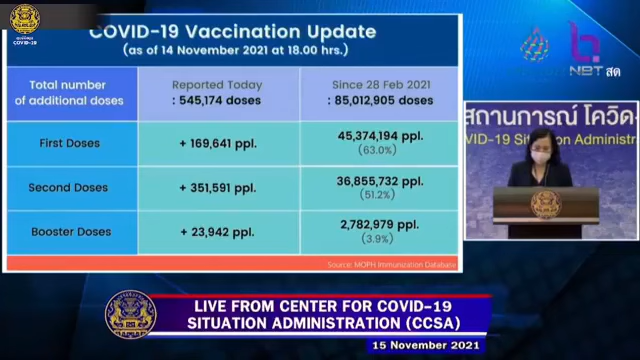 COVID-19
COVID-19 Vaccination Update
(as of 14 November 2021 at 18.00 hrs.)
Total number
of additional doses
Reported Today
: 545,174 doses
Since 28 Feb 2021
: 85,012,905 doses
First Doses
+ 169,641 ppl.
45,374,194 ppl.
(63.0%)
Second Doses
+ 351,591 ppl.
36,855,732 ppl.
(51.2%)
Booster Doses
+ 23,942 ppl.
2,782,979 ppl.
(3.9%)
Source: MOPH Immunization Database
NBT สด
สถานการณ์ โควิด-
VID-19 Situation Administra
LIVE FROM CENTER FOR COVID-19
SITUATION ADMINISTRATION (CCSA)
15 November 2021